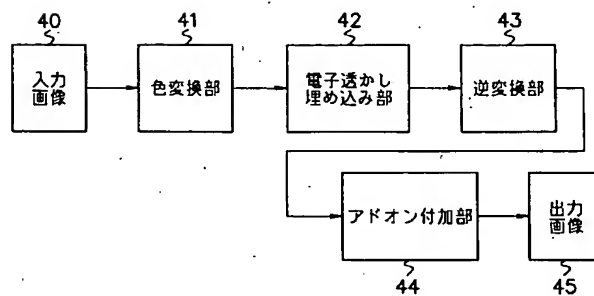 40
41
42
43
入力
画像
色変換部
電子透かし
埋め込み部
逆変換部
アドオン付加部
出力
画像
44
45